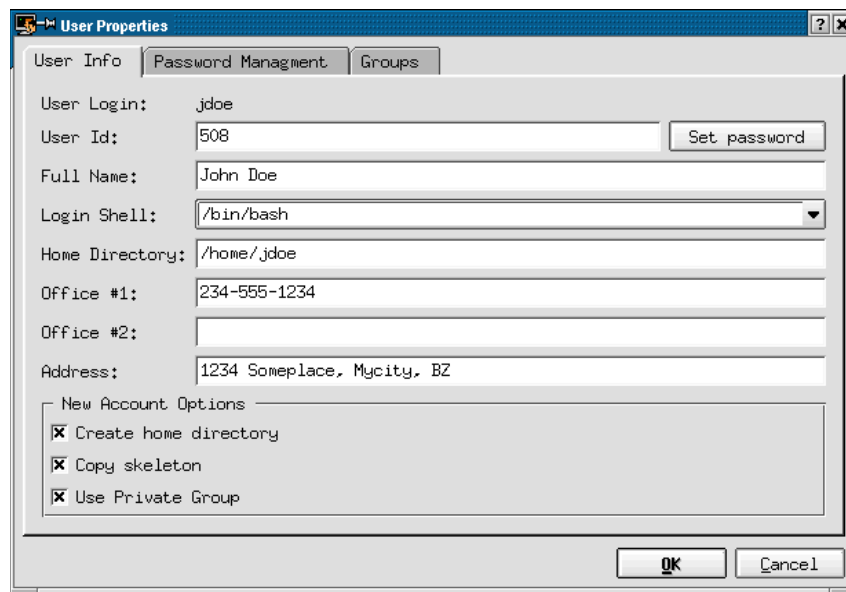 User Properties
User Info Password Managment Groups
User Login: jdoe
User Id: 508 Set password
Full Name: John Doe
Login Shell: /bin/bash
Home Directory: /home/jdoe
Office #1: 234-555-1234
Office #2:
Address: 1234 Someplace, Mycity, BZ
New Account Options
Create home directory
Copy skeleton
Use Private Group
OK Cancel